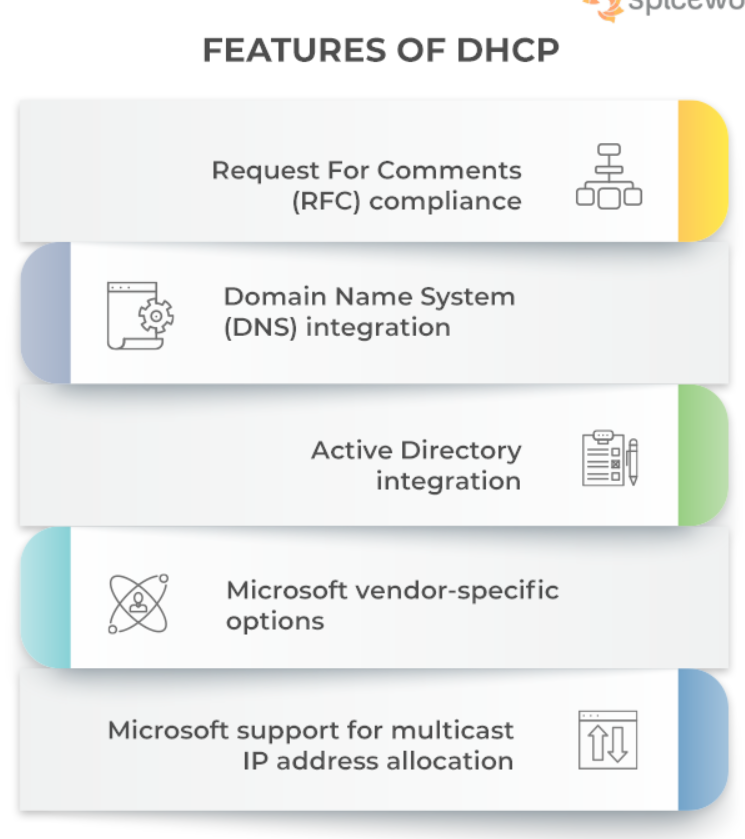 FEATURES OF DHCP
Request For Comments
(RFC) compliance
Domain Name System
(DNS) integration
Active Directory
integration
Microsoft vendor-specific
options
Microsoft support for multicast
IP address allocation